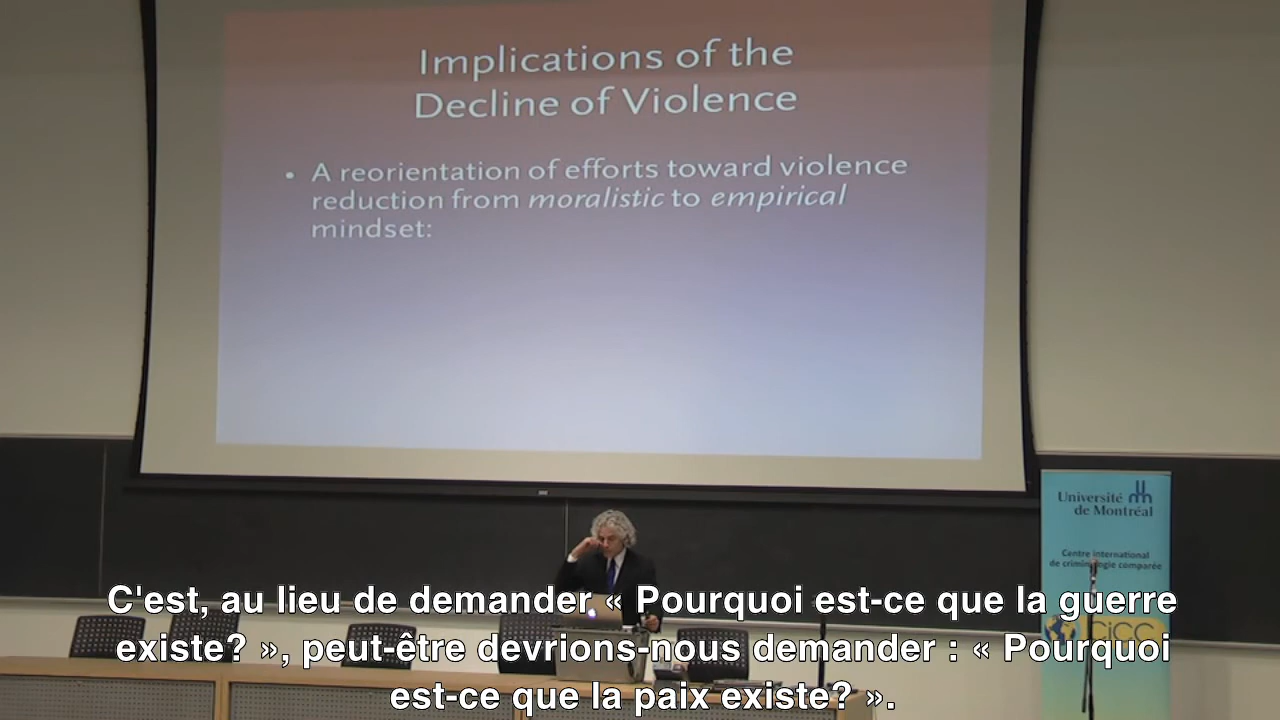 Implications of the
Decline of Violence
• A reorientation of efforts toward violence
reduction from moralistic to empirical
mindset:
Université
de Montréal
Centre international
de criminologie comparée
CiCC
C'est, au lieu de demander « Pourquoi est-ce que la guerre
existe? », peut-être devrions-nous demander : « Pourquoi
est-ce que la paix existe? ».